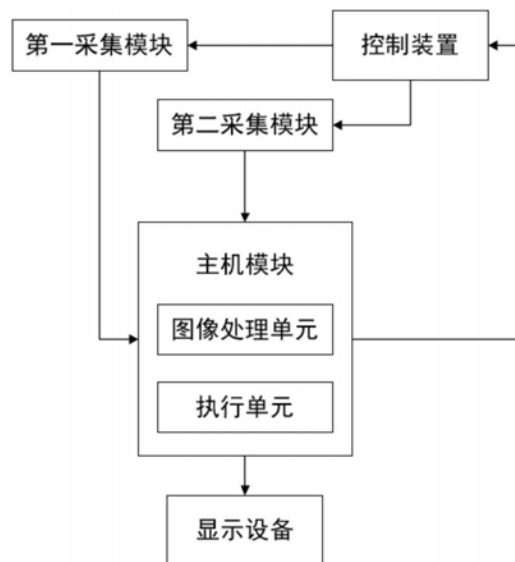 第一采集模块
控制装置
第二采集模块
主机模块
图像处理单元
执行单元
显示设备